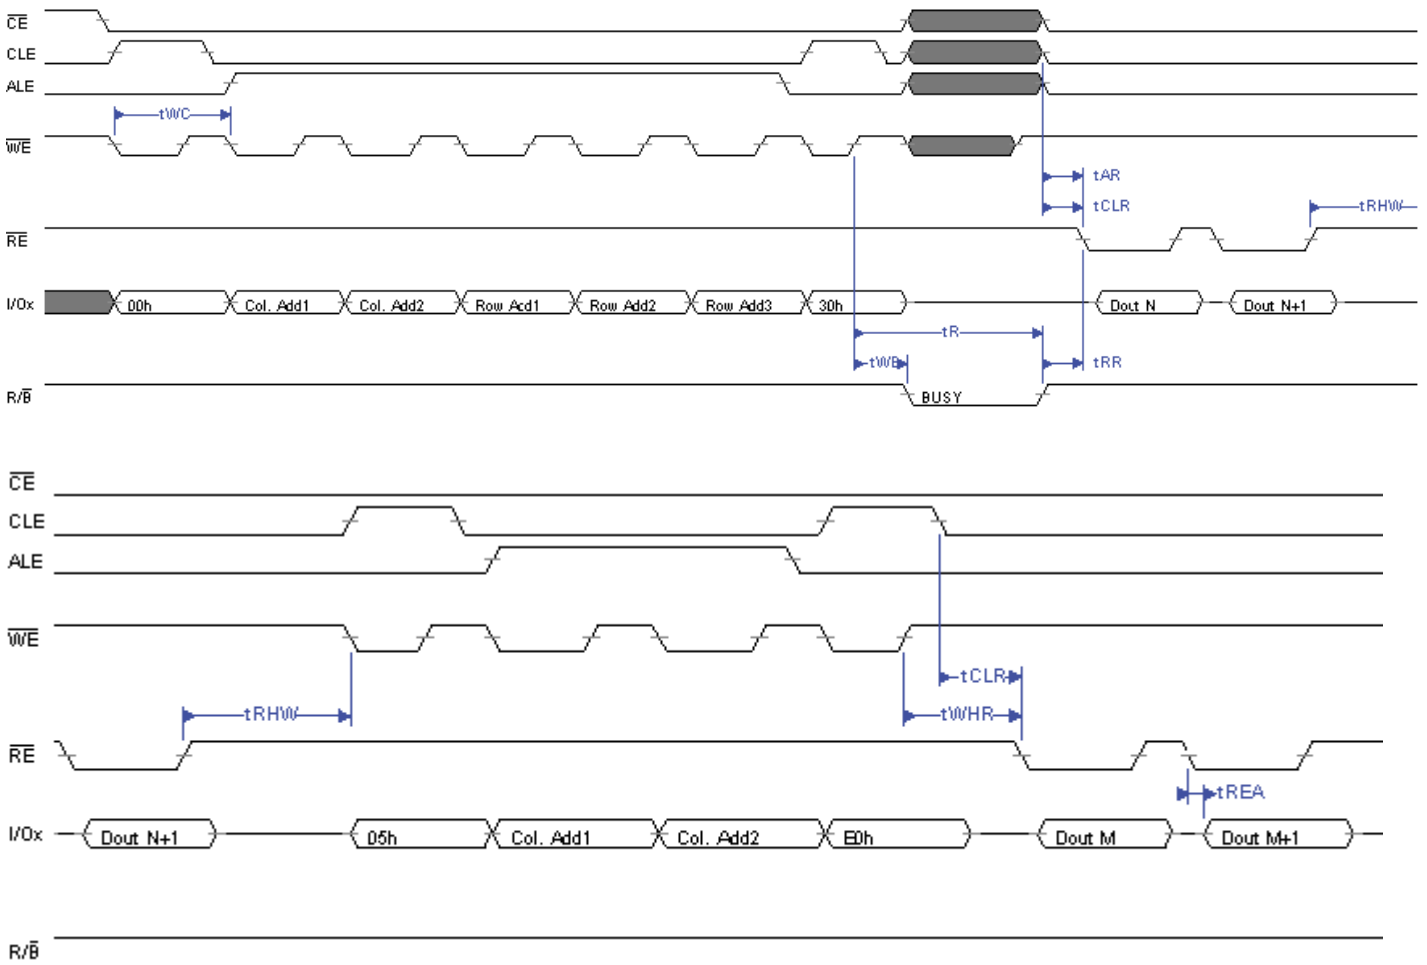 CE
CLE
ALE
tWC
WE
tAR
tCLR
tRHW
RE
I/Ox 00h Col. Add1 Col. Add2 Row Acd1 Row Add2 Row Add3 30h Dout N Dout N+1
tR
tWB tRR
R/B BUSY
CE
CLE
ALE
WE
tCLR
tRHW tWHR
RE
tREA
I/Ox Dout N+1 05h Col. Add1 Col. Add2 E0h Dout M Dout M+1
R/B